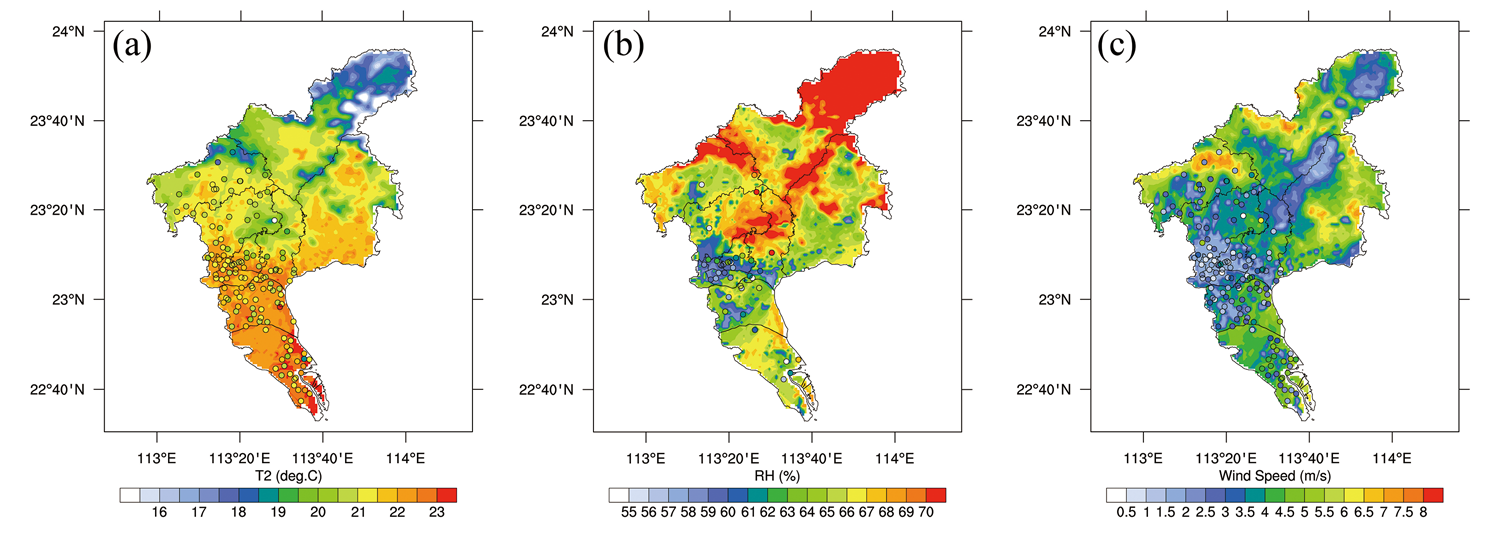 (a)
24°N
23°40'N
23°20'N
23°N
22°40'N
113°E 113°20'E 113°40'E 114°E
T2 (deg.C)
16 17 18 19 20 21 22 23
(b)
24°N
23°40'N
23°20'N
23°N
22°40'N
113°E 113°20'E 113°40'E 114°E
RH (%)
55 56 57 58 59 60 61 62 63 64 65 66 67 68 69 70
(c)
24°N
23°40'N
23°20'N
23°N
22°40'N
113°E 113°20'E 113°40'E 114°E
Wind Speed (m/s)
0.5 1 1.5 2 2.5 3 3.5 4 4.5 5 5.5 6 6.5 7 7.5 8